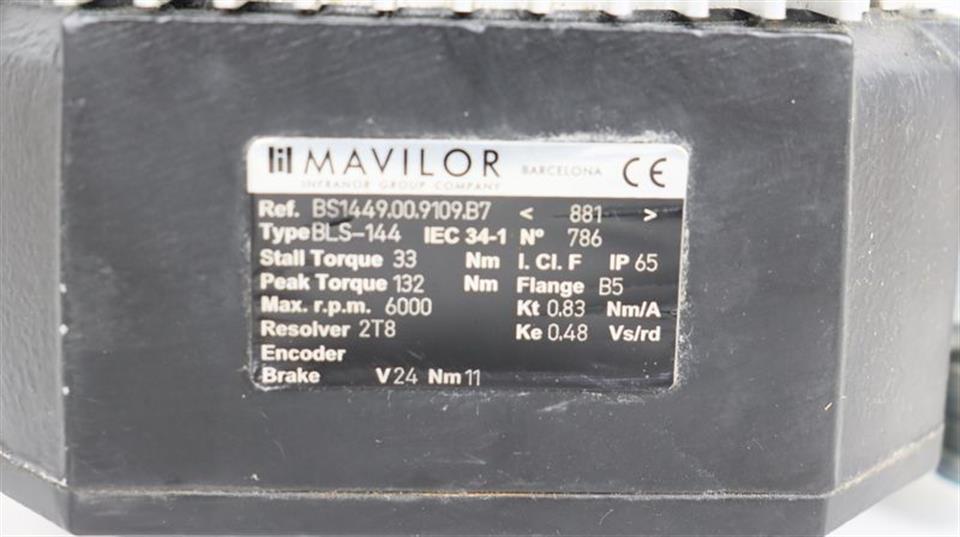 MAVILOR BARCELONA CE
INFRANOR GROUP COMPANY
Ref. BS1449.00.9109.B7 < 881 >
Type BLS-144 IEC 34-1 Nº 786
Stall Torque 33 Nm I. Cl. F IP 65
Peak Torque 132 Nm Flange B5
Max. r.p.m. 6000 Kt 0.83 Nm/A
Resolver 2T8 Ke 0.48 Vs/rd
Encoder
Brake V 24 Nm 11